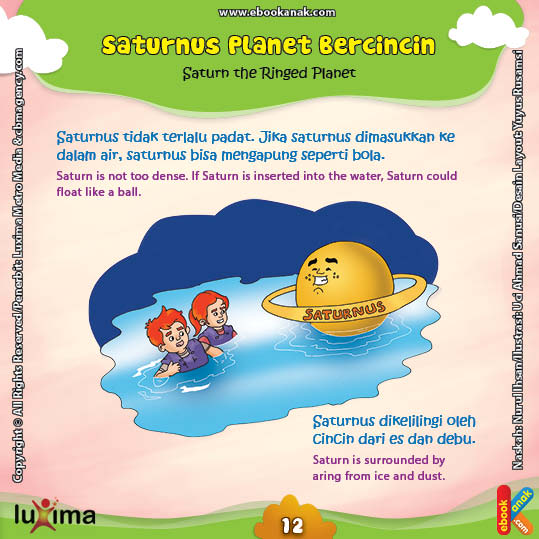 www.ebookanak.com
Saturnus Planet Bercincin
Saturn the Ringed Planet
Saturnus tidak terlalu padat. Jika saturnus dimasukkan ke
dalam air, saturnus bisa mengapung seperti bola.
Saturn is not too dense. If Saturn is inserted into the water, Saturn could
float like a ball.
SATURNUS
Saturnus dikelilingi oleh
CinCin dari es dan debu.
Saturn is surrounded by
aring from ice and dust.
Copyright © All Rights Reserved/Penerbit: Luxima Metro Media & cbmagency.com
Naskah: Nurul Ihsan/Ilustrasi: Uci Ahmad Sanusi/Desain Layout: Yuyus Rusamsi
luxima
12
ebook
anak
.com